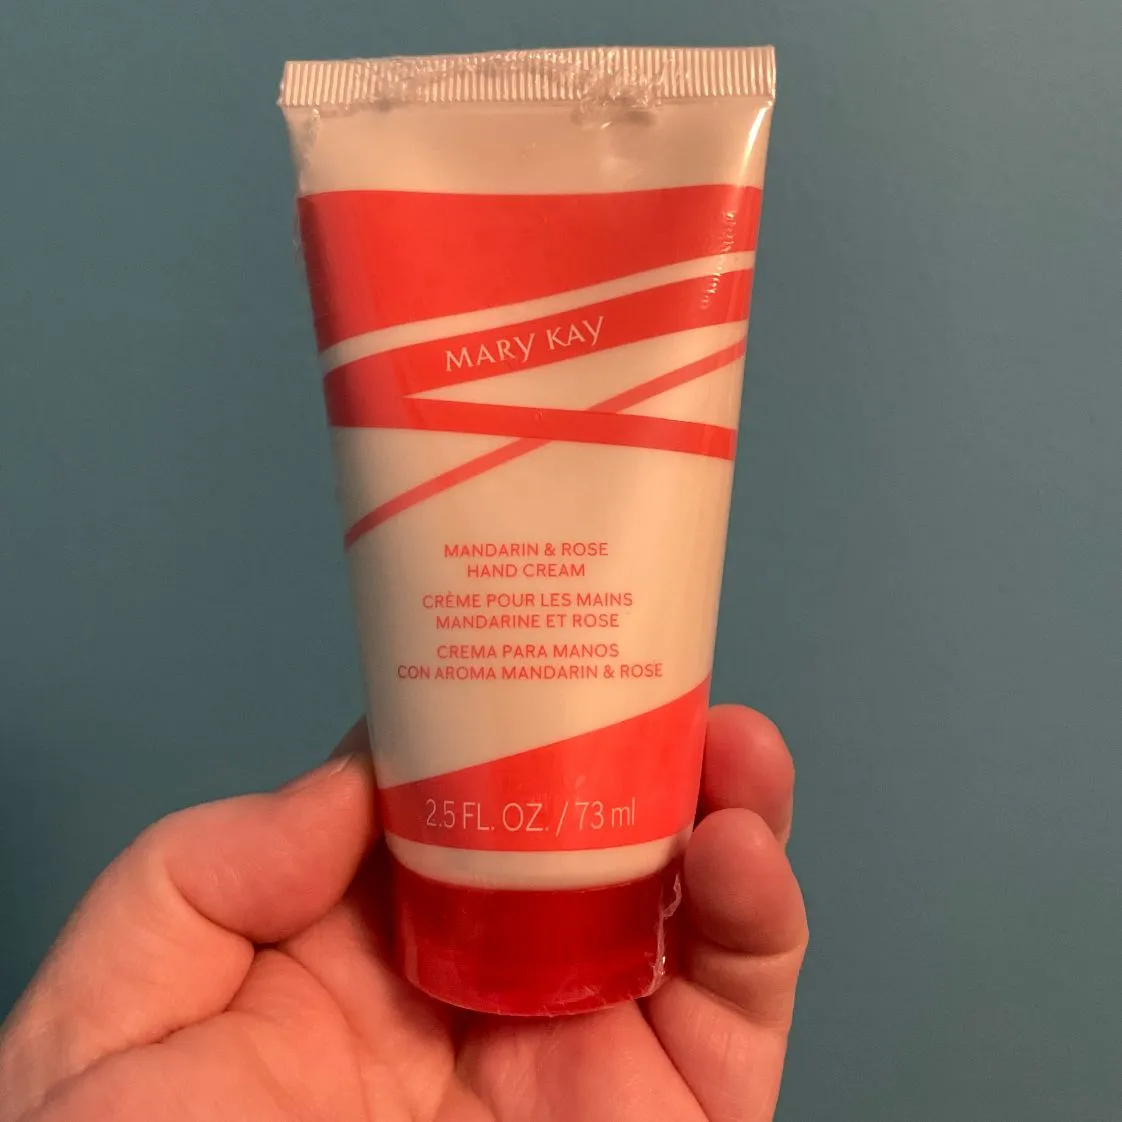 MARY KAY
MANDARIN & ROSE
HAND CREAM
CRÈME POUR LES MAINS
MANDARINE ET ROSE
CREMA PARA MANOS
CON AROMA MANDARIN & ROSE
2.5 FL. OZ. / 73 ml